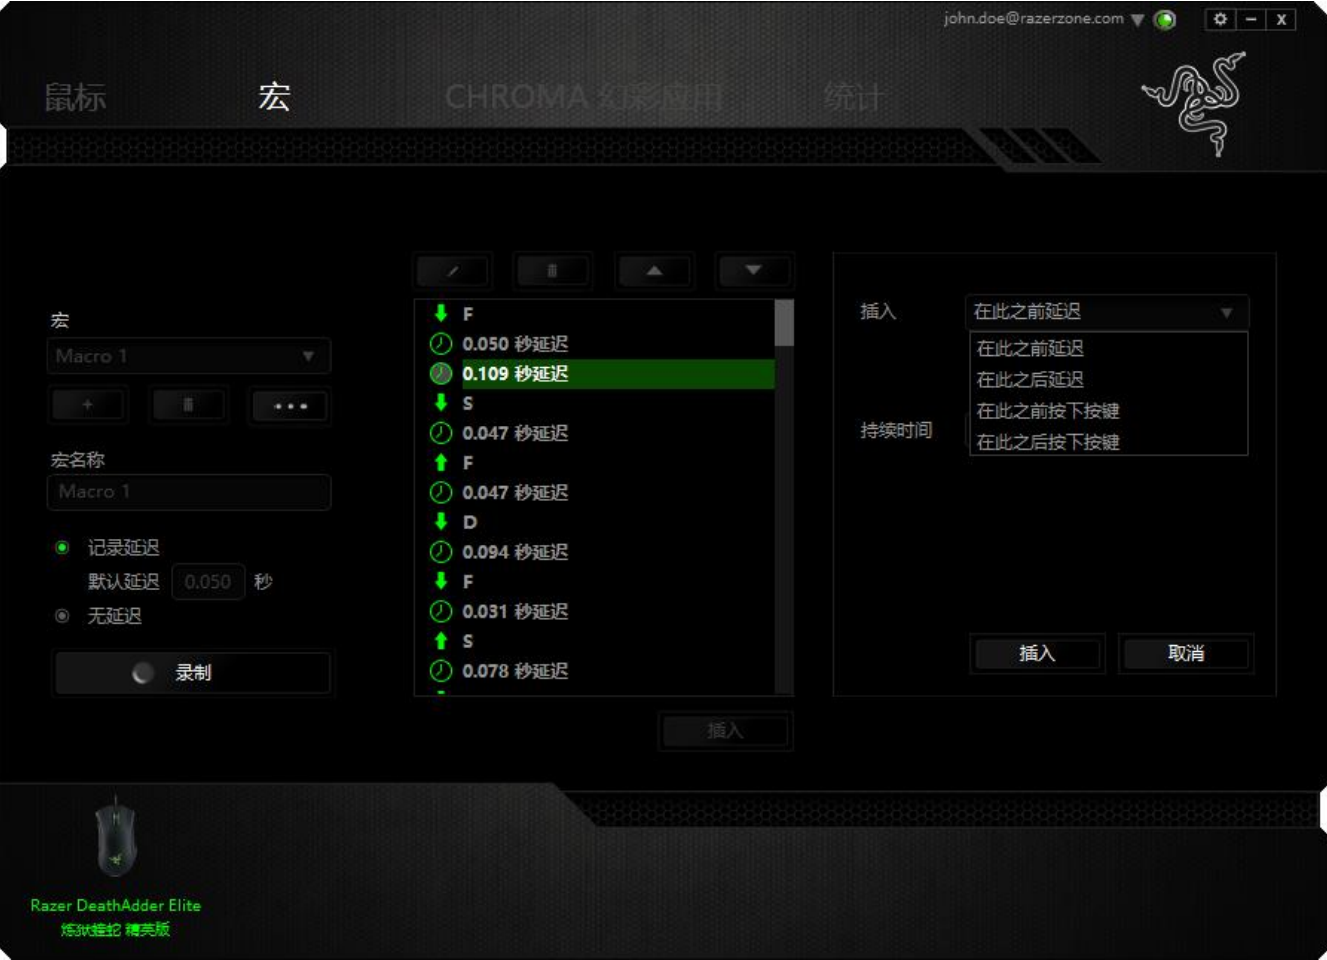 john.doe@razerzone.com
鼠标
宏
CHROMA 幻彩应
统计
宏
Macro 1
宏名称
Macro 1
记录延迟
默认延迟 0.050 秒
无延迟
录制
F
0.050 秒延迟
0.109 秒延迟
S
0.047 秒延迟
F
0.047 秒延迟
D
0.094 秒延迟
F
0.031 秒延迟
S
0.078 秒延迟
插入
插入 在此之前延迟
在此之前延迟
在此之后延迟
在此之前按下按键
在此之后按下按键
持续时间
插入 取消
Razer DeathAdder Elite
炼狱蝰蛇 精英版